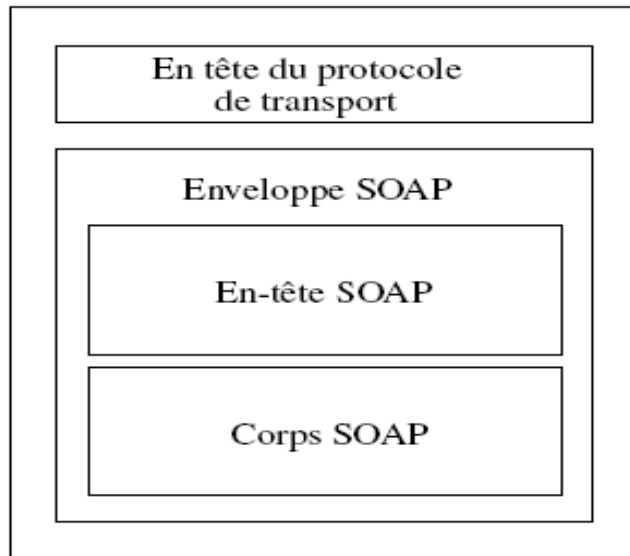 En tête du protocole
de transport
Enveloppe SOAP
En-tête SOAP
Corps SOAP